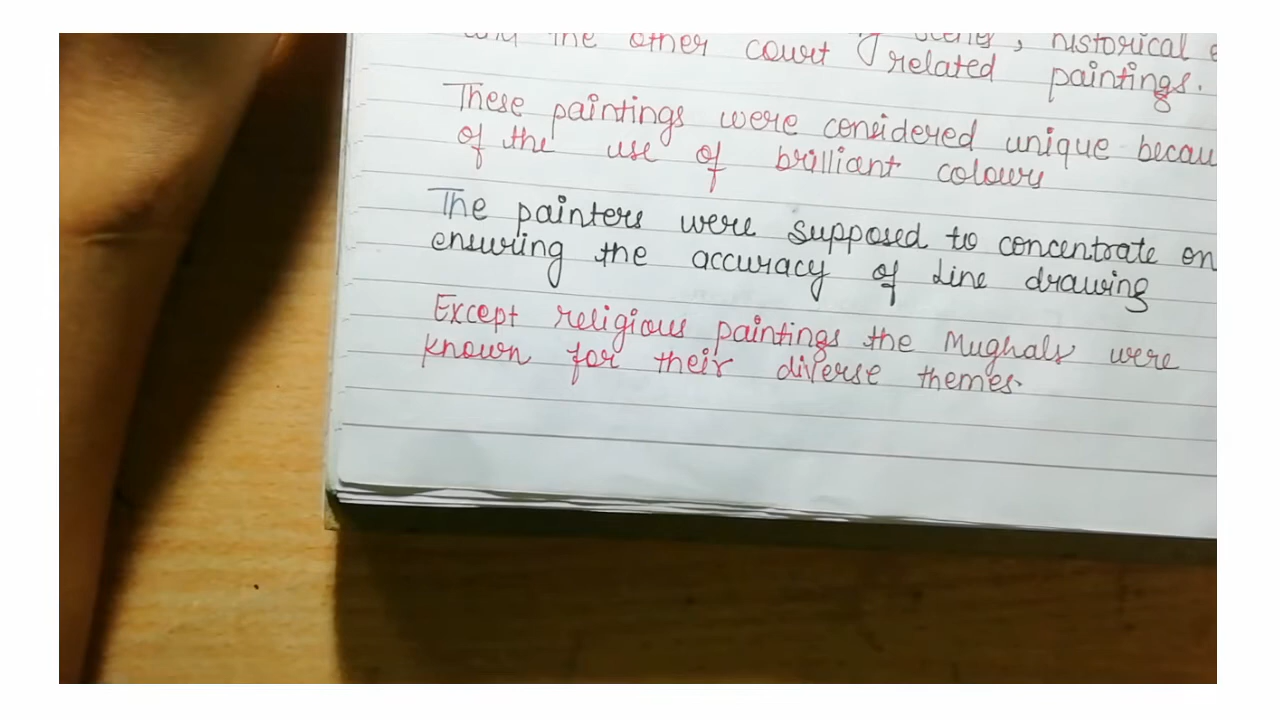 the other court related paintings.
historical
These paintings were considered unique
of the use of brilliant colours
The painters were supposed to concentrate on
ensuring the accuracy of line drawing
Except religious paintings the Mughals were
known for their diverse themes.